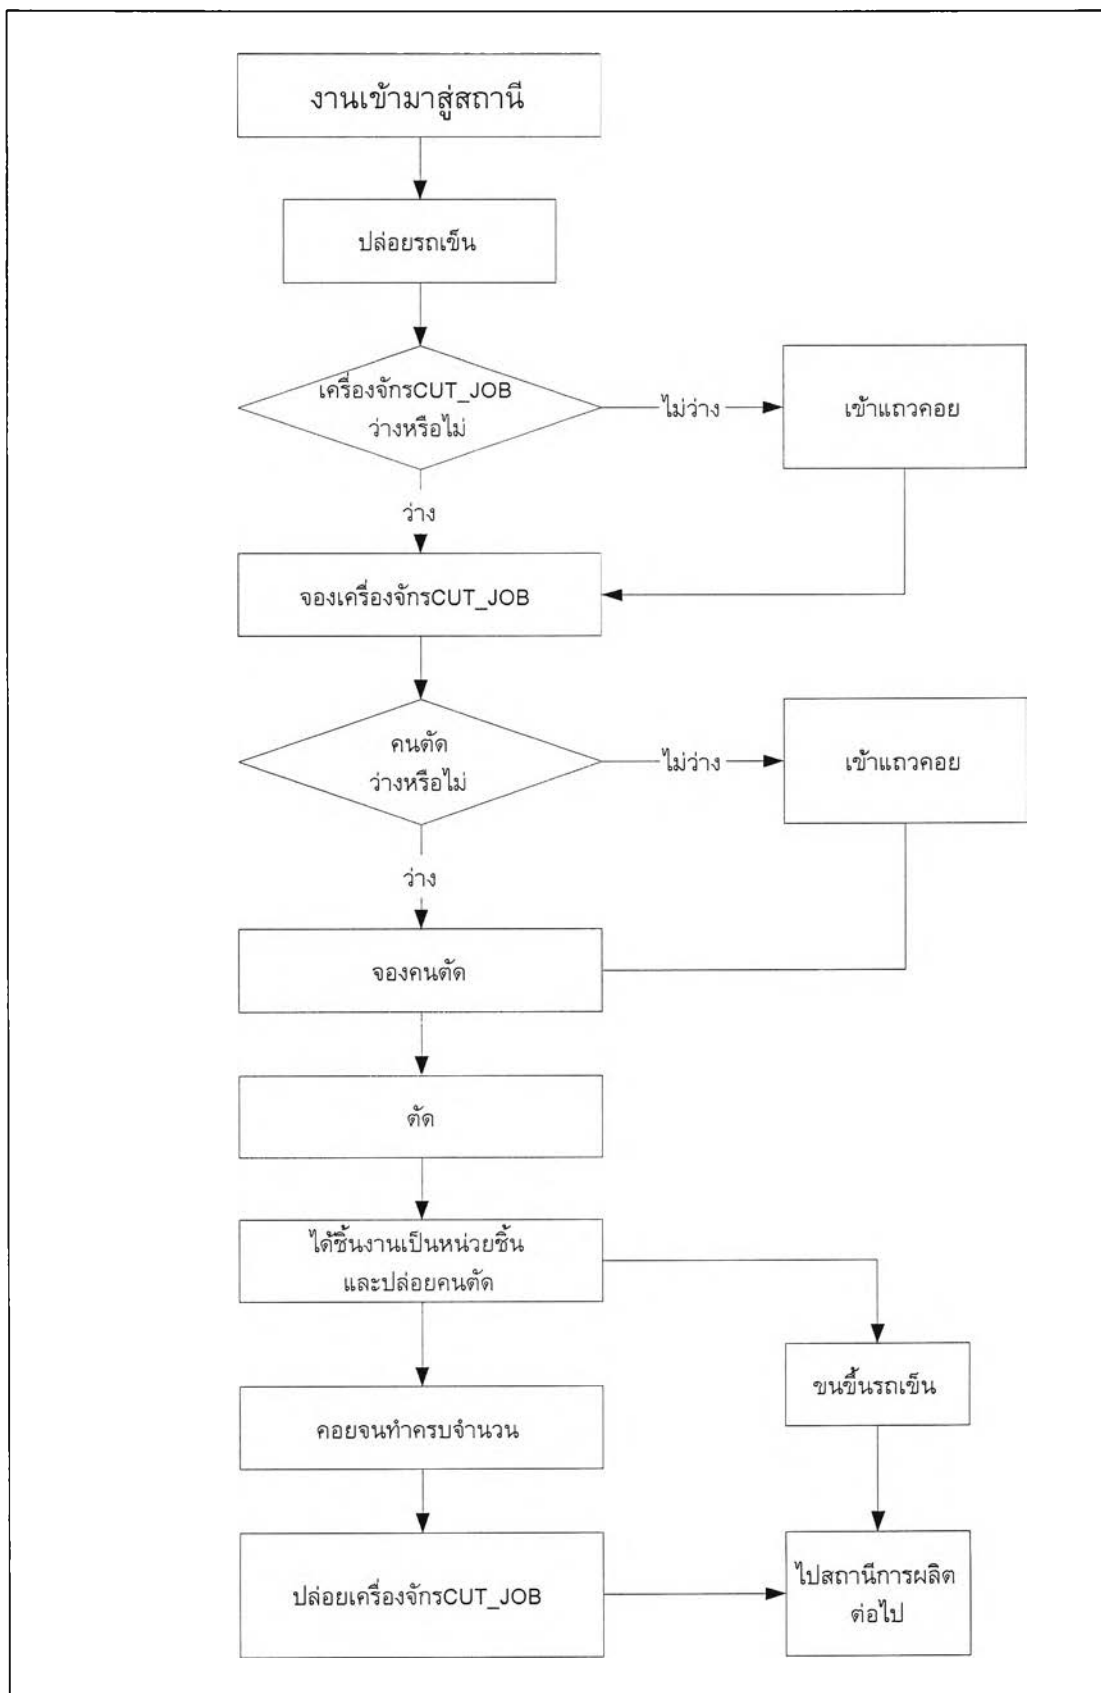 งานเข้ามาสู่สถานี
ปล่อยรถเข็น
เครื่องจักรCUT_JOB
ว่างหรือไม่
ไม่ว่าง
เข้าแถวคอย
ว่าง
จองเครื่องจักรCUT_JOB
คนตัด
ว่างหรือไม่
ไม่ว่าง
เข้าแถวคอย
ว่าง
จองคนตัด
ตัด
ได้ชิ้นงานเป็นหน่วยชิ้น
และปล่อยคนตัด
ขนขึ้นรถเข็น
คอยจนทำครบจำนวน
ปล่อยเครื่องจักรCUT_JOB
ไปสถานีการผลิต
ต่อไป